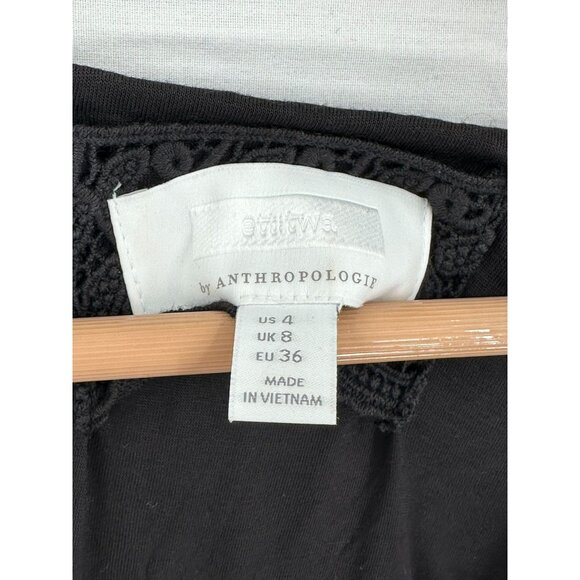 by ANTHROPOLOGIE
US 4
UK 8
EU 36
MADE
IN VIETNAM